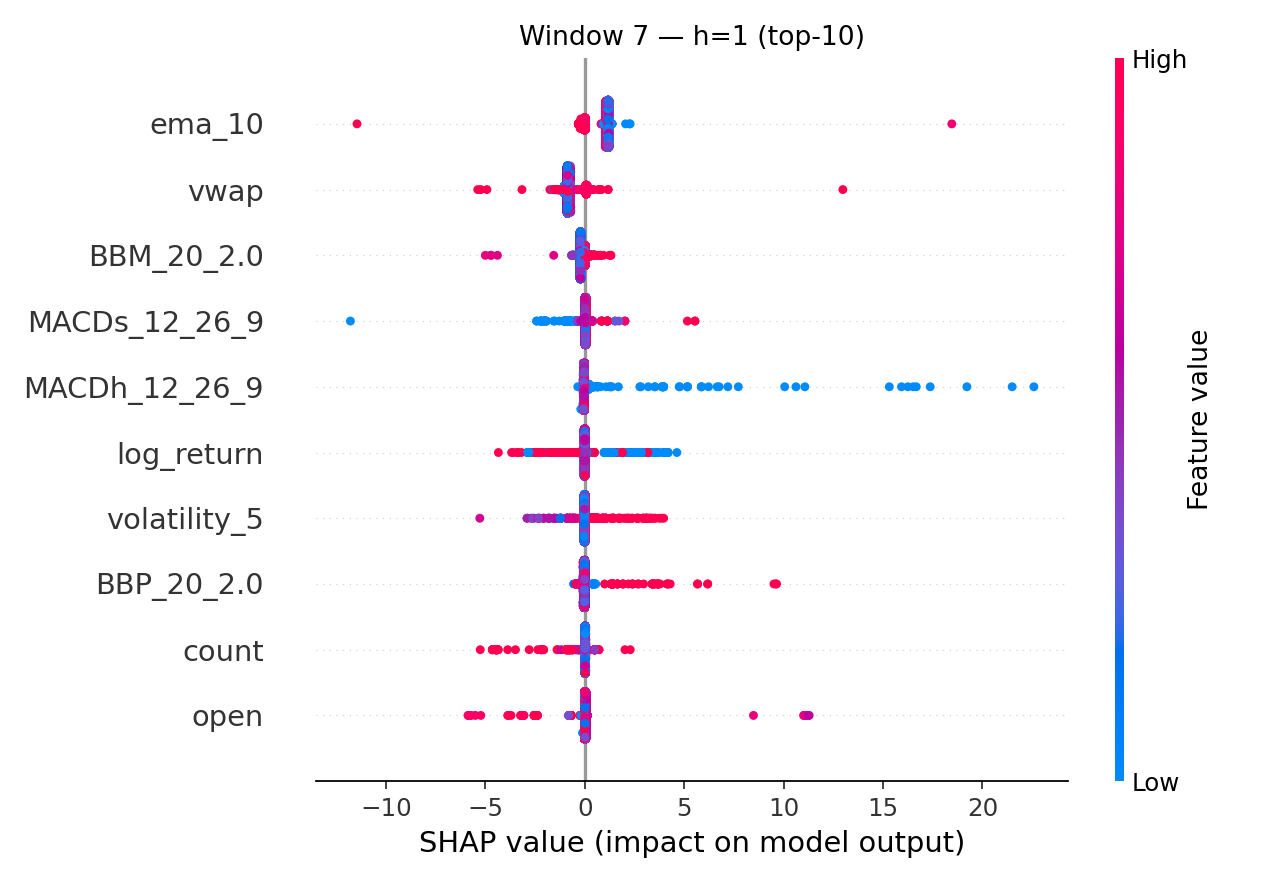 Window 7 — h=1 (top-10)
High
ema_10
vwap
BBM_20_2.0
MACDs_12_26_9
MACDh_12_26_9
log_return
volatility_5
BBP_20_2.0
count
open
Feature value
Low
−10 −5 0 5 10 15 20
SHAP value (impact on model output)